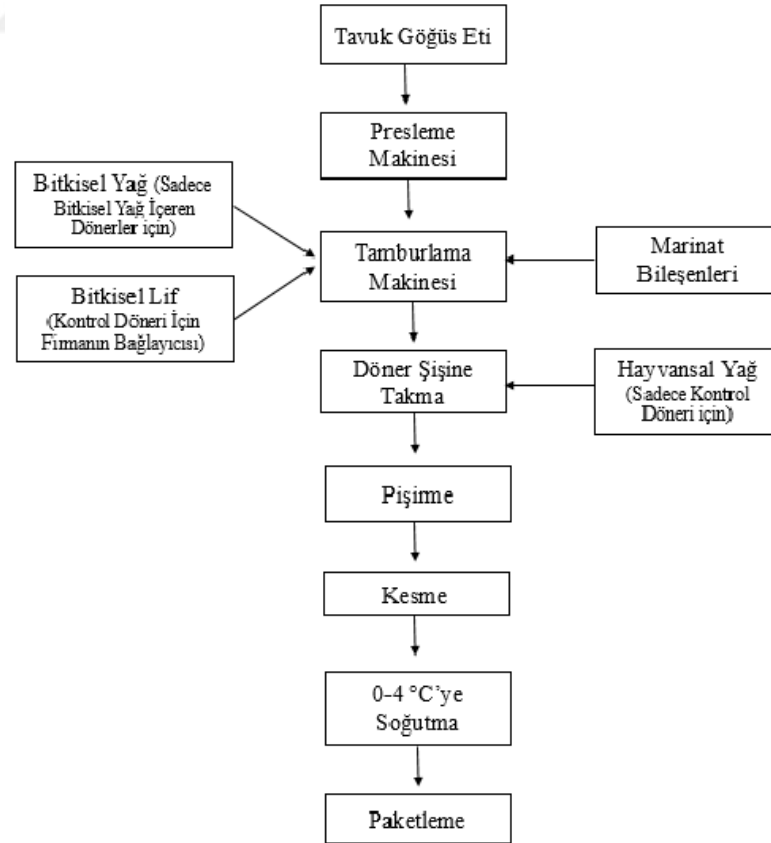 Tavuk Göğüs Eti
Presleme
Makinesi
Bitkisel Yağ (Sadece
Bitkisel Yağ İçeren
Dönerler için)
Tamburlama
Makinesi
Marinat
Bileşenleri
Bitkisel Lif
(Kontrol Döneri İçin
Firmanın Bağlayıcısı)
Döner Şişine
Takma
Hayvansal Yağ
(Sadece Kontrol
Döneri için)
Pişirme
Kesme
0-4 °C’ye
Soğutma
Paketleme